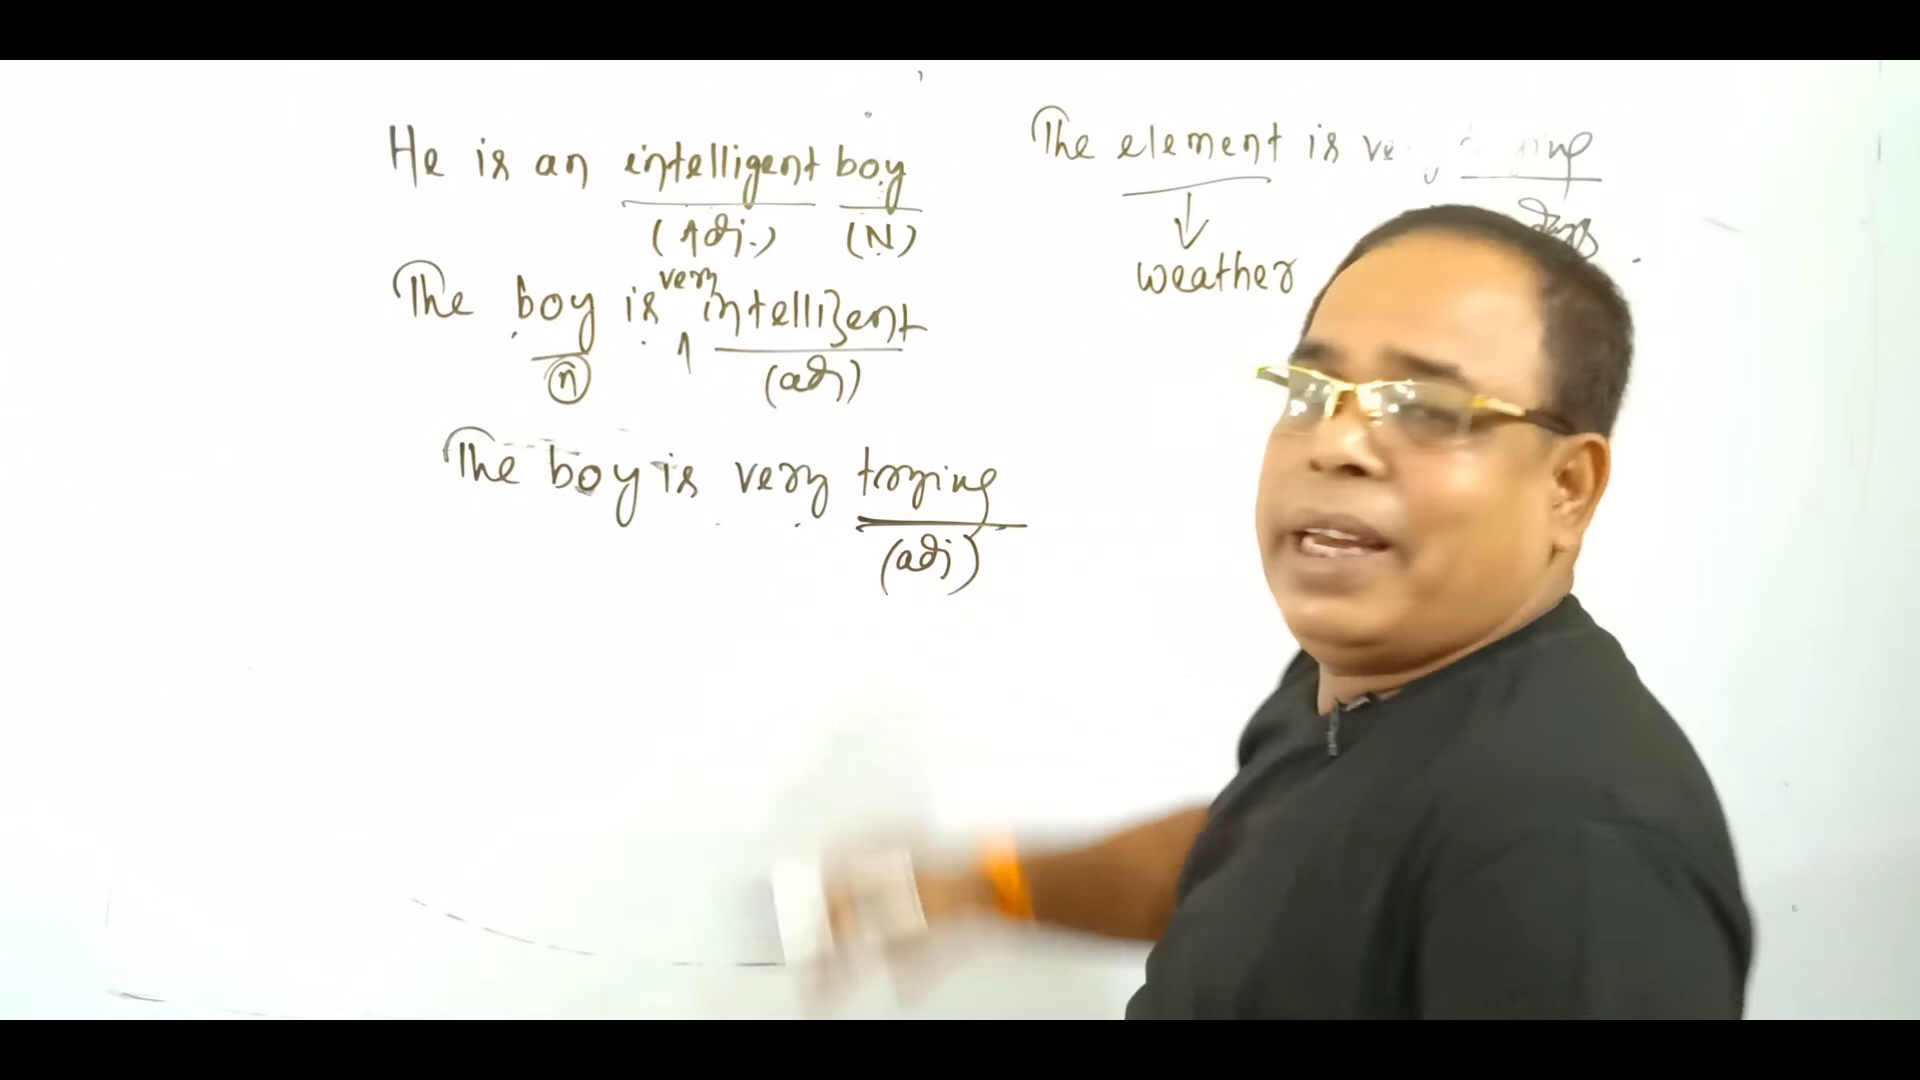 He is an intelligent boy
(Adj.) (N)
The boy is very intelligent
(n) (adj)
The boy is very trying
(adj)
The element is
weather